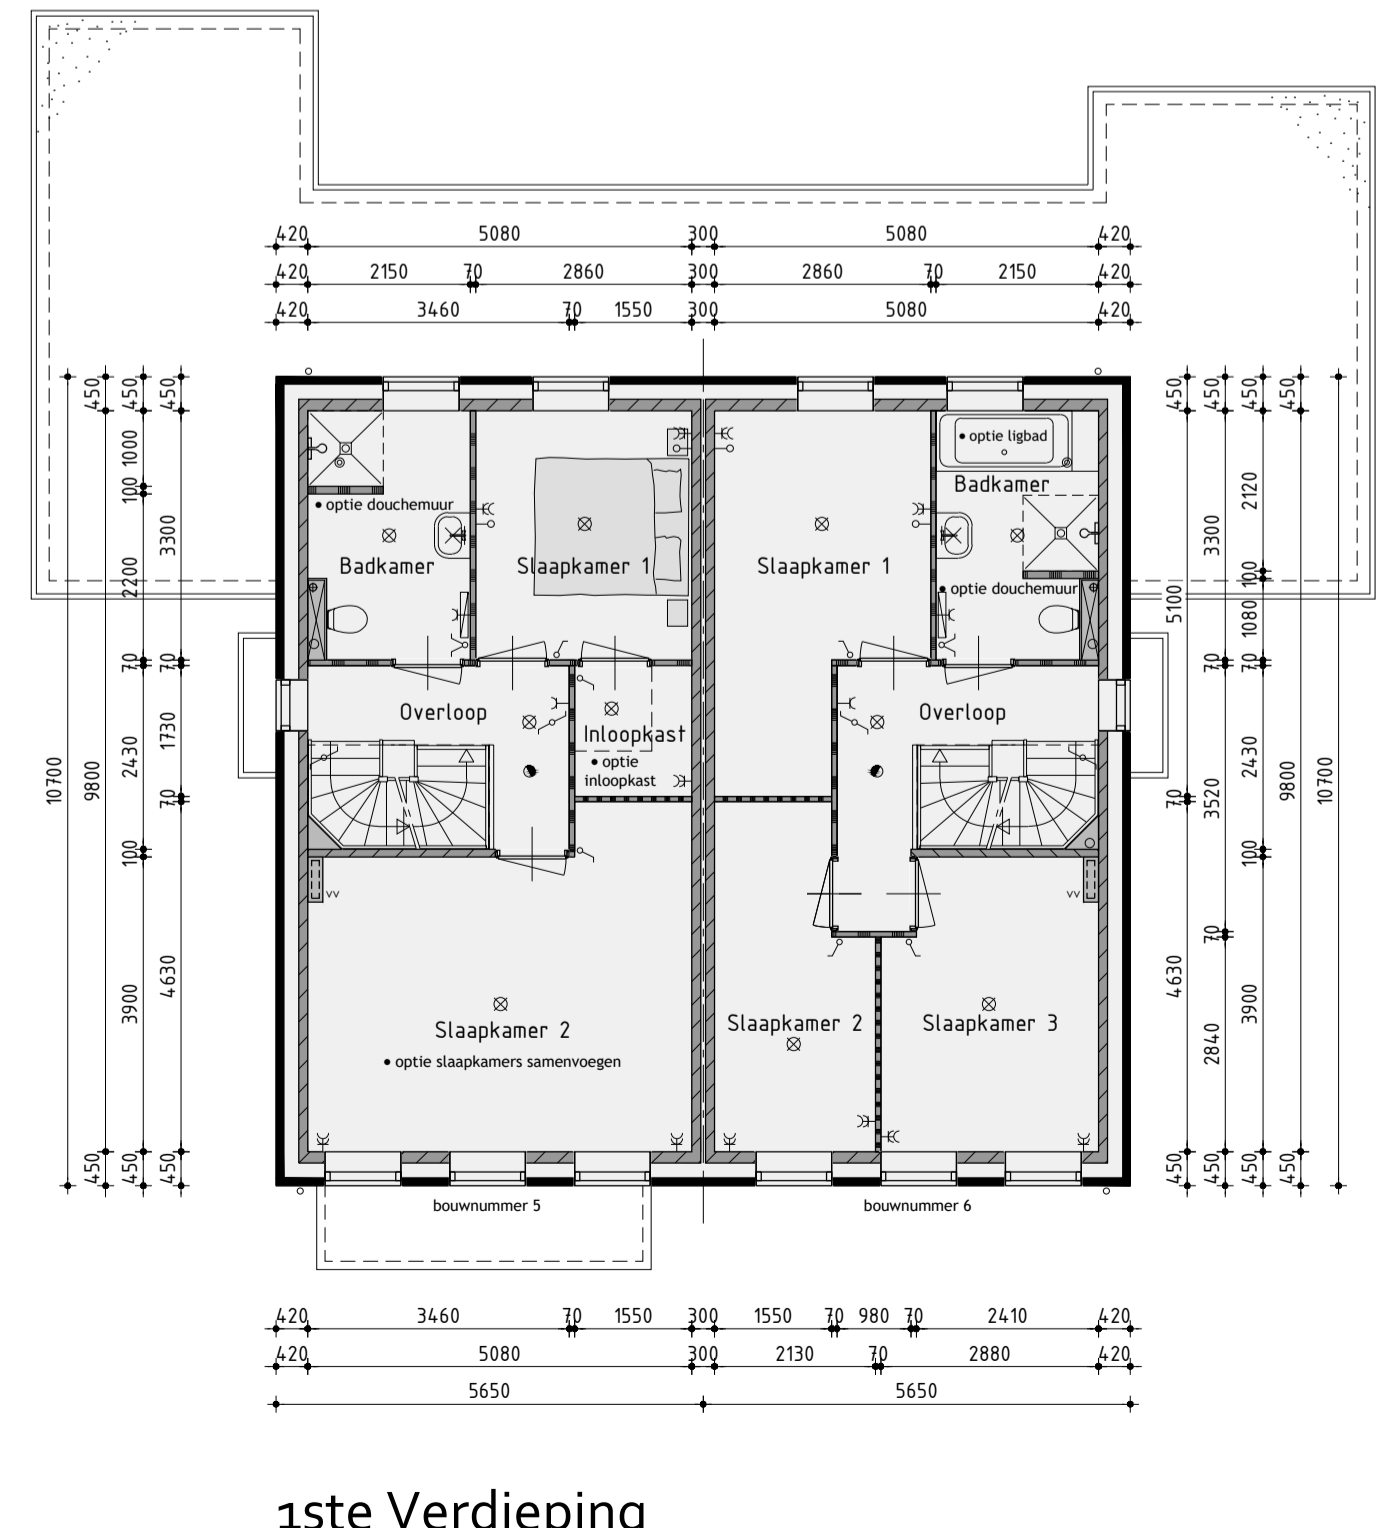 420 5080 300 5080 420
420 2150 70 2860 300 2860 70 2150 420
420 3460 70 1550 300 5080 420
450 450 450
1000
100
3300
2200
70 70
10700 9800
2430 1730
70
100
3900 4630
450 450 450
• optie douchemuur
Badkamer
Slaapkamer 1
Overloop
Inloopkast
• optie
inloopkast
vv
Slaapkamer 2
• optie slaapkamers samenvoegen
bouwnummer 5
• optie ligbad
Badkamer
Slaapkamer 1
• optie douchemuur
Overloop
vv
Slaapkamer 2
Slaapkamer 3
bouwnummer 6
450 450 450 450
2120
3300
100
5100 1080
70 70
2430
70 3520 9800 10700
100
70
4630 2840 3900
450 450 450 450
420 3460 70 1550 300 1550 70 980 70 2410 420
420 5080 300 2130 70 2880 420
5650 5650
1ste Verdieping